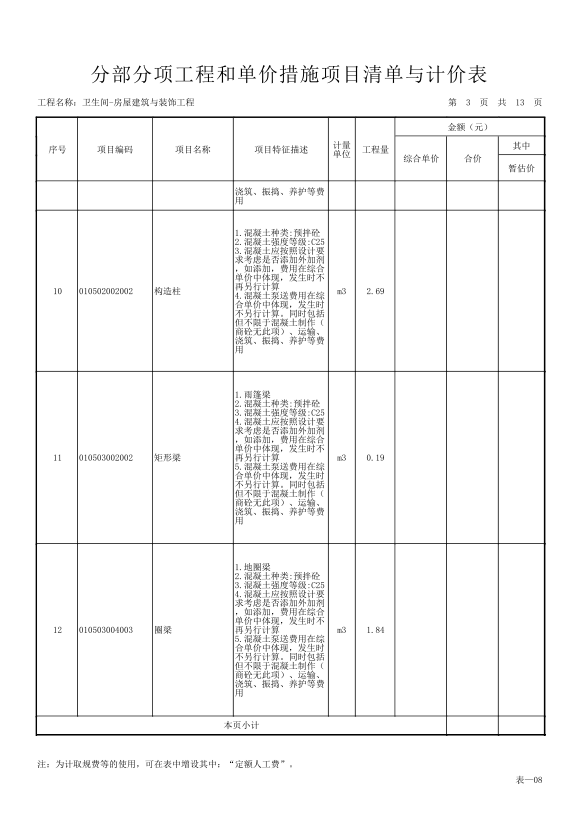 分部分项工程和单价措施项目清单与计价表
工程名称: 卫生间-房屋建筑与装饰工程 第 3 页 共 13 页
序号 项目编码 项目名称 项目特征描述 计量单位 工程量 金额（元）
综合单价 合价 其中
暂估价
浇筑、振捣、养护等费
用
10 010502002002 构造柱
1.混凝土种类:预拌砼
2.混凝土强度等级:C25
3.混凝土应按照设计要
求考虑是否添加外加剂
，如添加, 费用在综合
单价中体现, 发生时不
再另行计算
4.混凝土泵送费用在综
合单价中体现, 发生时
不另行计算。同时包括
但不限于混凝土制作（
商砼无此项）、运输、
浇筑、振捣、养护等费
用
m3 2.69
11 010503002002 矩形梁
1.雨篷梁
2.混凝土种类:预拌砼
3.混凝土强度等级:C25
4.混凝土应按照设计要
求考虑是否添加外加剂
，如添加, 费用在综合
单价中体现, 发生时不
再另行计算
5.混凝土泵送费用在综
合单价中体现, 发生时
不另行计算。同时包括
但不限于混凝土制作（
商砼无此项）、运输、
浇筑、振捣、养护等费
用
m3 0.19
12 010503004003 圈梁
1.地圈梁
2.混凝土种类:预拌砼
3.混凝土强度等级:C25
4.混凝土应按照设计要
求考虑是否添加外加剂
，如添加, 费用在综合
单价中体现, 发生时不
再另行计算
5.混凝土泵送费用在综
合单价中体现, 发生时
不另行计算。同时包括
但不限于混凝土制作（
商砼无此项）、运输、
浇筑、振捣、养护等费
用
m3 1.84
本页小计
注: 为计取规费等的使用, 可在表中增设其中: “定额人工费”。
表—08